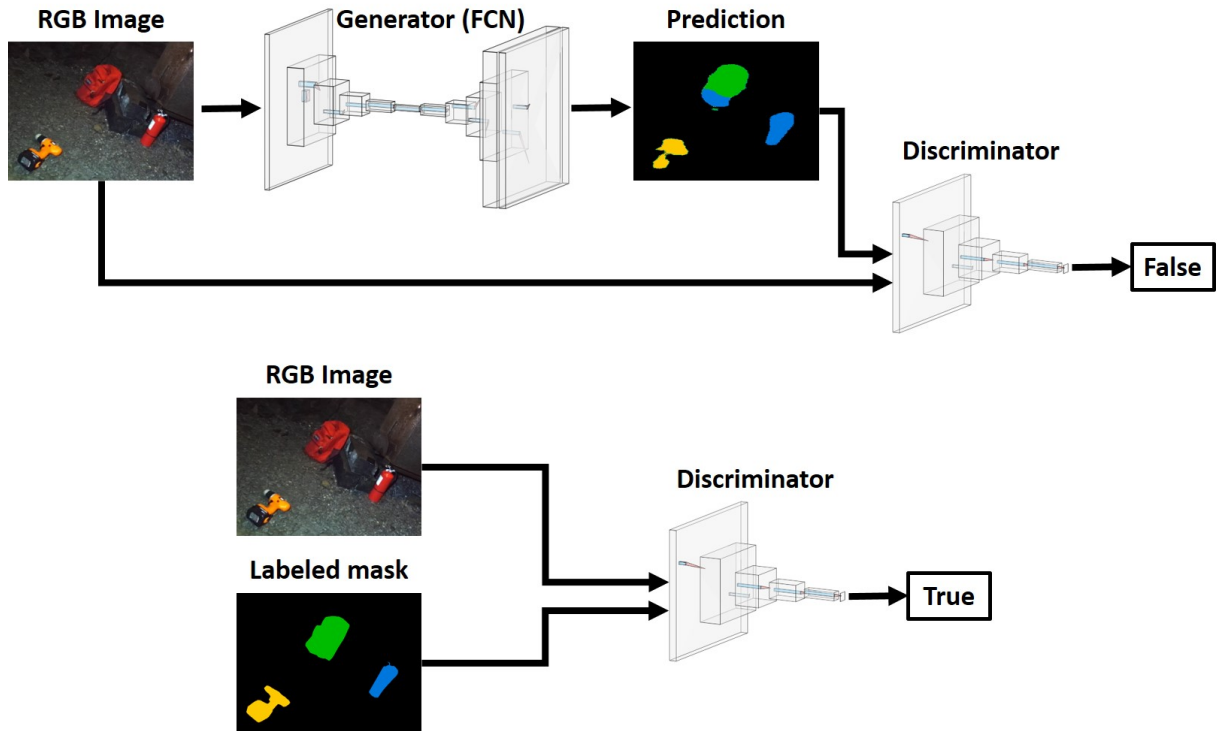 RGB Image
Generator (FCN)
Prediction
Discriminator
False
RGB Image
Discriminator
Labeled mask
True